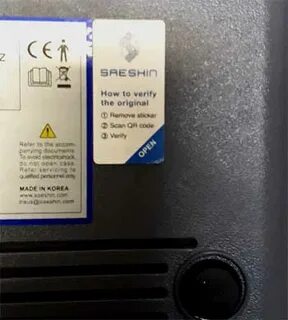 Z
CE
SAESHIN
How to verify
the original
① Remove sticker
② Scan QR code
③ Verify
OPEN
Refer to the accom-
panying documents
To avoid electric shock,
do not open case.
Refer servicing to
qualified personnel only
MADE IN KOREA
www.saeshin.com